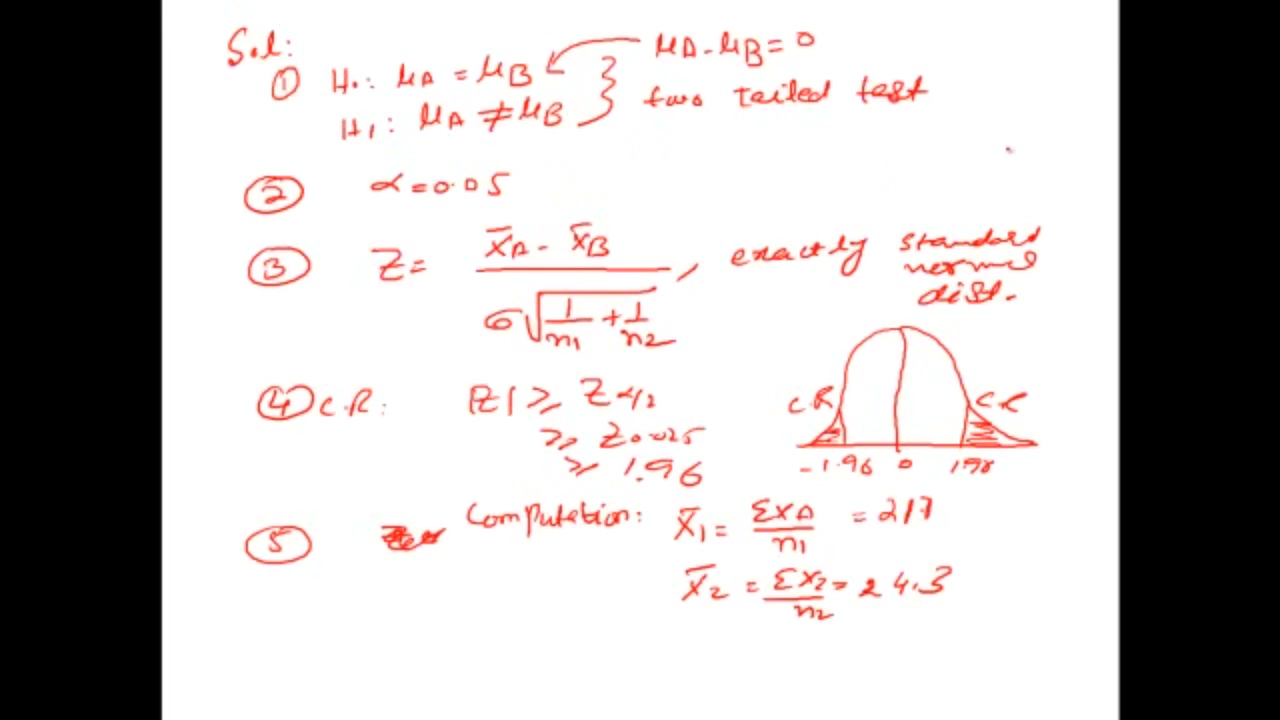 Sol:
μA - μB = 0
① H₀: μA = μB
H₁: μA ≠ μB } two tailed test
② α = 0.05
③ Z = (X̄A - X̄B) / (σ√(1/n1 + 1/n2)), exactly standard normal dist.
④ C.R: |Z| ≥ Zα/2
≥ Z0.025
≥ 1.96
C.R C.R
-1.96 0 1.96
⑤ Computation: X̄1 = ΣXA/n1 = 217
X̄2 = ΣX2/n2 = 24.3